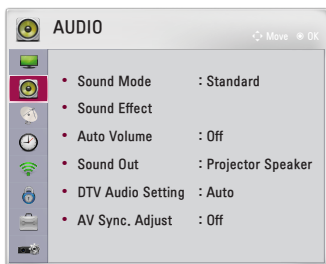 AUDIO
Move OK
• Sound Mode : Standard
• Sound Effect
• Auto Volume : Off
• Sound Out : Projector Speaker
• DTV Audio Setting : Auto
• AV Sync. Adjust : Off